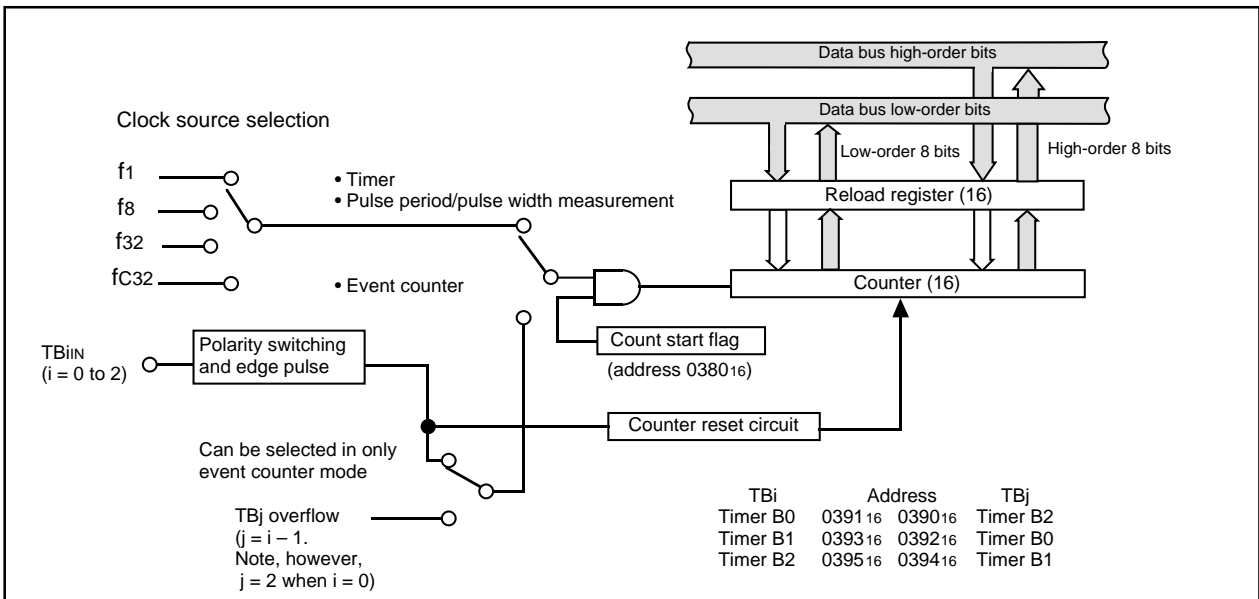 Data bus high-order bits
Data bus low-order bits
Clock source selection
Low-order 8 bits
High-order 8 bits
f1
• Timer
• Pulse period/pulse width measurement
Reload register (16)
f8
f32
fC32
• Event counter
Counter (16)
TBiIN
(i = 0 to 2)
Polarity switching
and edge pulse
Count start flag
(address 038016)
Counter reset circuit
Can be selected in only
event counter mode
TBj overflow
(j = i – 1.
Note, however,
j = 2 when i = 0)
TBi Address TBj
Timer B0 039116 039016 Timer B2
Timer B1 039316 039216 Timer B0
Timer B2 039516 039416 Timer B1